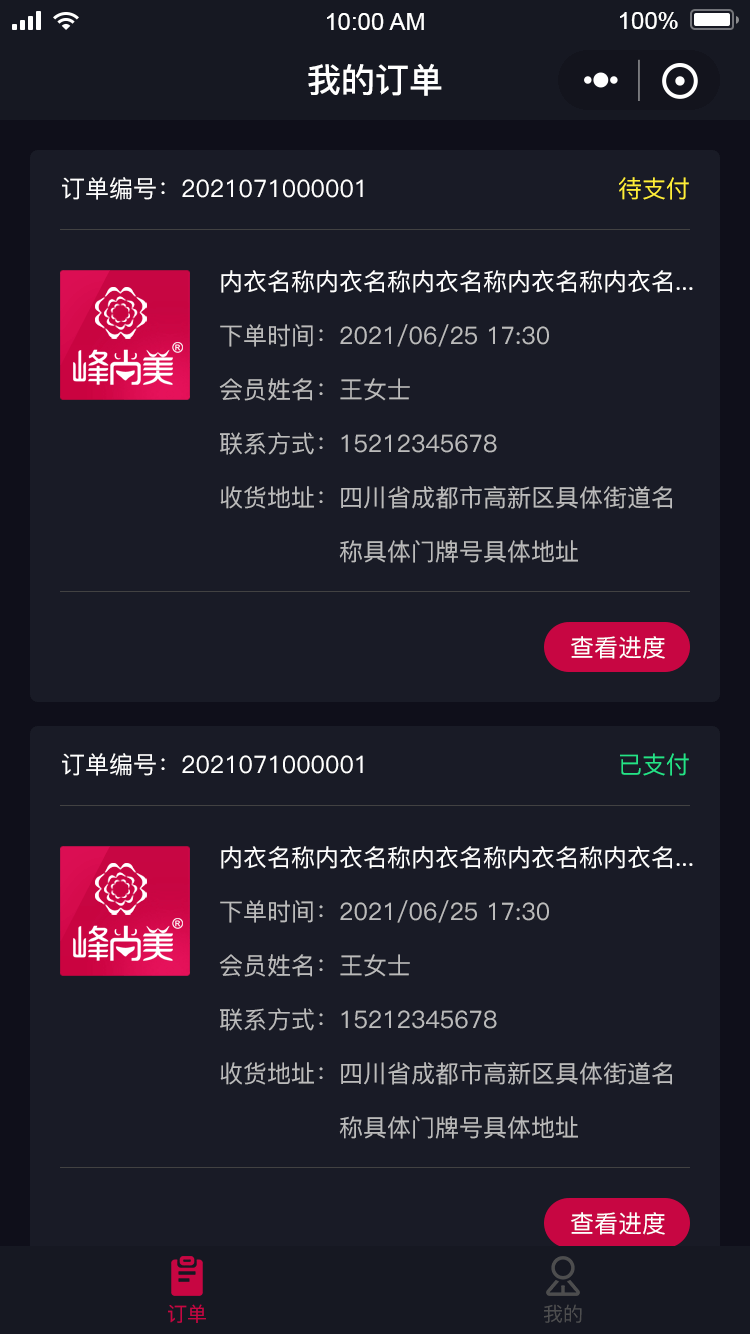 10:00 AM
100%
我的订单
订单编号：2021071000001
待支付
内衣名称内衣名称内衣名称内衣名称内衣名...
峰尚美®
下单时间：2021/06/25 17:30
会员姓名：王女士
联系方式：15212345678
收货地址：四川省成都市高新区具体街道名
称具体门牌号具体地址
查看进度
订单编号：2021071000001
已支付
内衣名称内衣名称内衣名称内衣名称内衣名...
峰尚美®
下单时间：2021/06/25 17:30
会员姓名：王女士
联系方式：15212345678
收货地址：四川省成都市高新区具体街道名
称具体门牌号具体地址
查看进度
订单
我的